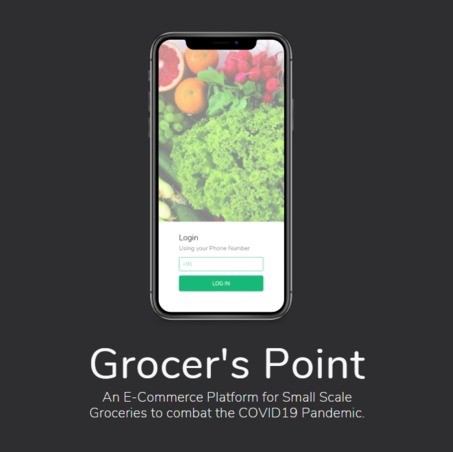 Login
Using your Phone Number
+91
LOG IN
Grocer's Point
An E-Commerce Platform for Small Scale
Groceries to combat the COVID19 Pandemic.